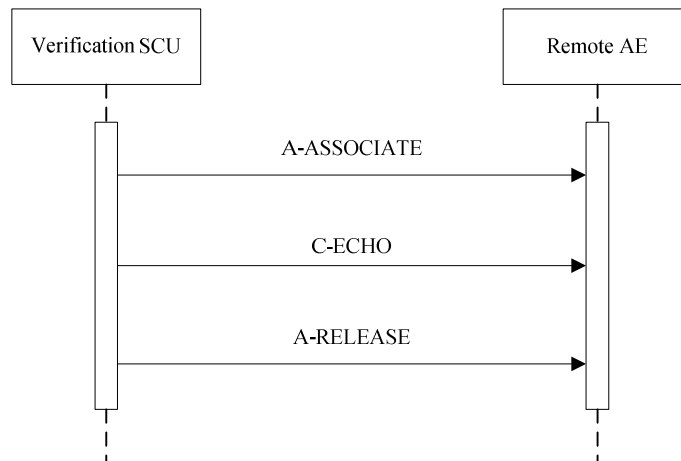 Verification SCU
Remote AE
A-ASSOCIATE
C-ECHO
A-RELEASE